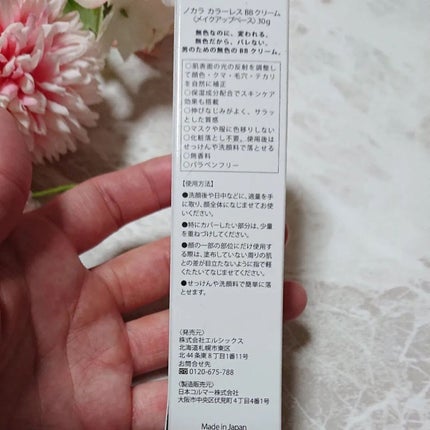 ノカラ カラーレス BB クリーム
〈メイクアップベース〉 30g
無色なのに、変われる。
無色だから、バレない。
男のための無色の BB クリーム。
○肌表面の光の反射を調整し
て顔色・クマ・毛穴・テカリ
を自然に補正
○保湿成分配合でスキンケア
効果も搭載
○伸びなじみがよく、サラッ
とした質感
○マスクや服に色移りしない
○化粧落とし不要。使用後は
せっけんや洗顔料で落とせる
○無香料
○パラベンフリー
【使用方法】
●洗顔後や日中などに、適量を手
に取り、顔全体になじませてお使
いください。
●特にカバーしたい部分は、少量
を重ねづけしてください。
●顔の一部の部位にだけ使用す
る際は、塗布していない周りの肌
との差が目立たないように指で軽
くたたいてなじませてください。
●せっけんや洗顔料で簡単に落
とせます。
〈発売元〉
株式会社エルシックス
北海道札幌市東区
北 44 条東 8 丁目1番11号
お問合せ先
0120-675-788
〈製造販売元〉
日本コルマー株式会社
大阪市中央区伏見町4丁目4番1号
Made in Japan